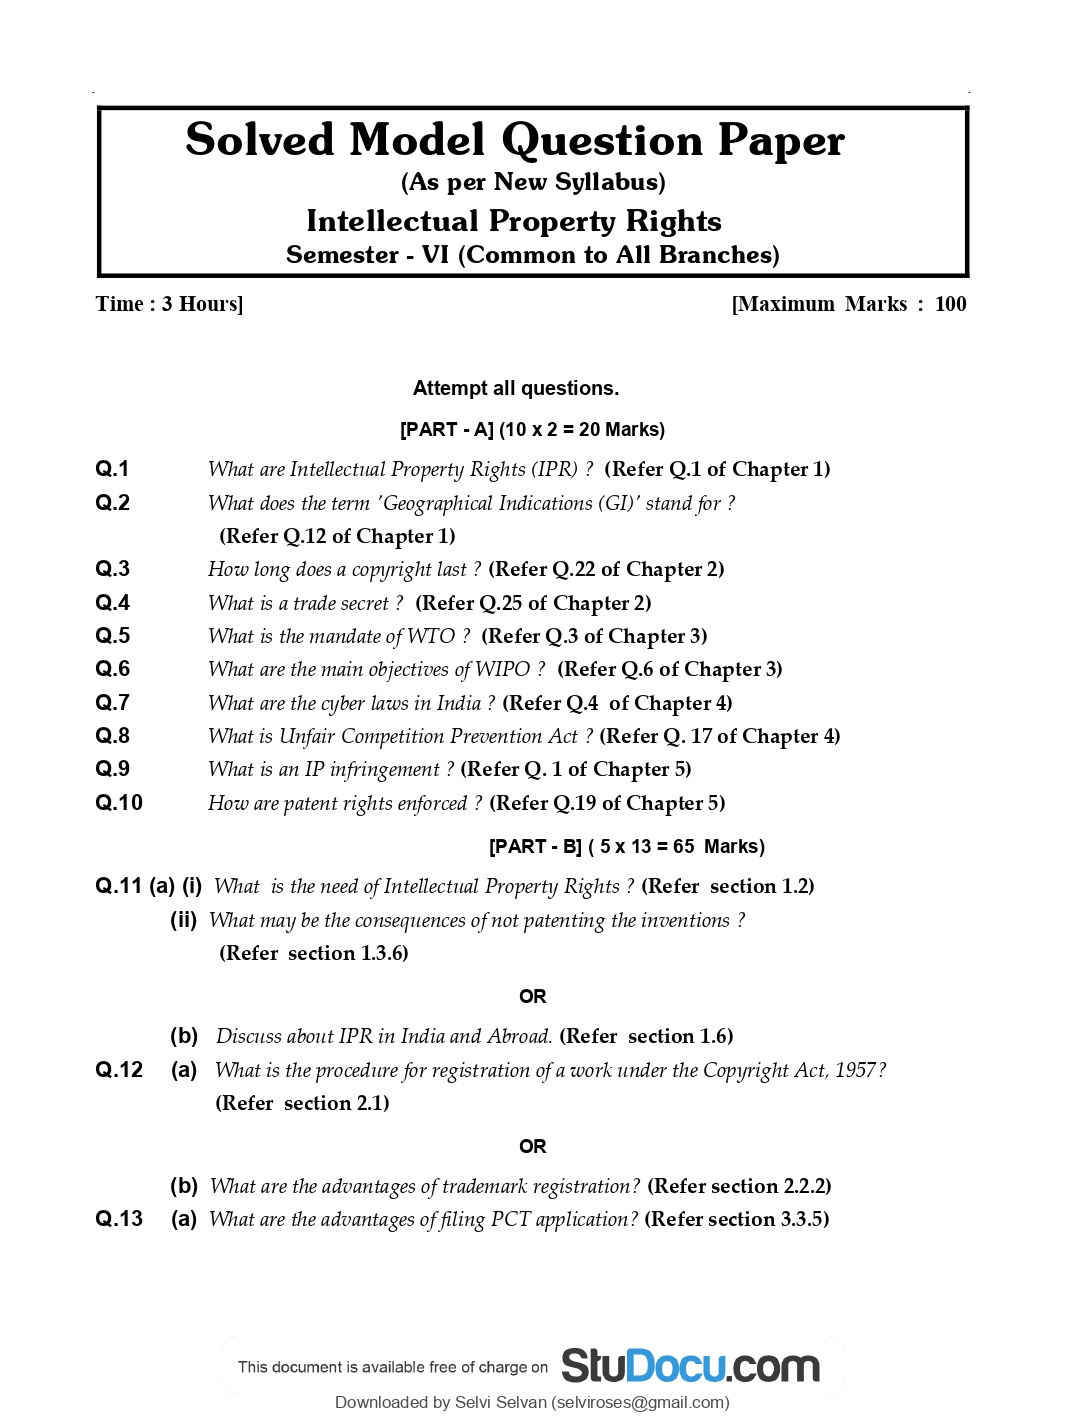 Solved Model Question Paper
(As per New Syllabus)
Intellectual Property Rights
Semester - VI (Common to All Branches)
Time : 3 Hours] [Maximum Marks : 100
Attempt all questions.
[PART - A] (10 x 2 = 20 Marks)
Q.1 What are Intellectual Property Rights (IPR) ? (Refer Q.1 of Chapter 1)
Q.2 What does the term 'Geographical Indications (GI)' stand for ?
(Refer Q.12 of Chapter 1)
Q.3 How long does a copyright last ? (Refer Q.22 of Chapter 2)
Q.4 What is a trade secret ? (Refer Q.25 of Chapter 2)
Q.5 What is the mandate of WTO ? (Refer Q.3 of Chapter 3)
Q.6 What are the main objectives of WIPO ? (Refer Q.6 of Chapter 3)
Q.7 What are the cyber laws in India ? (Refer Q.4 of Chapter 4)
Q.8 What is Unfair Competition Prevention Act ? (Refer Q. 17 of Chapter 4)
Q.9 What is an IP infringement ? (Refer Q. 1 of Chapter 5)
Q.10 How are patent rights enforced ? (Refer Q.19 of Chapter 5)
[PART - B] ( 5 x 13 = 65 Marks)
Q.11 (a) (i) What is the need of Intellectual Property Rights ? (Refer section 1.2)
(ii) What may be the consequences of not patenting the inventions ?
(Refer section 1.3.6)
OR
(b) Discuss about IPR in India and Abroad. (Refer section 1.6)
Q.12 (a) What is the procedure for registration of a work under the Copyright Act, 1957?
(Refer section 2.1)
OR
(b) What are the advantages of trademark registration? (Refer section 2.2.2)
Q.13 (a) What are the advantages of filing PCT application? (Refer section 3.3.5)
This document is available free of charge on StuDocu.com
Downloaded by Selvi Selvan (selviroses@gmail.com)